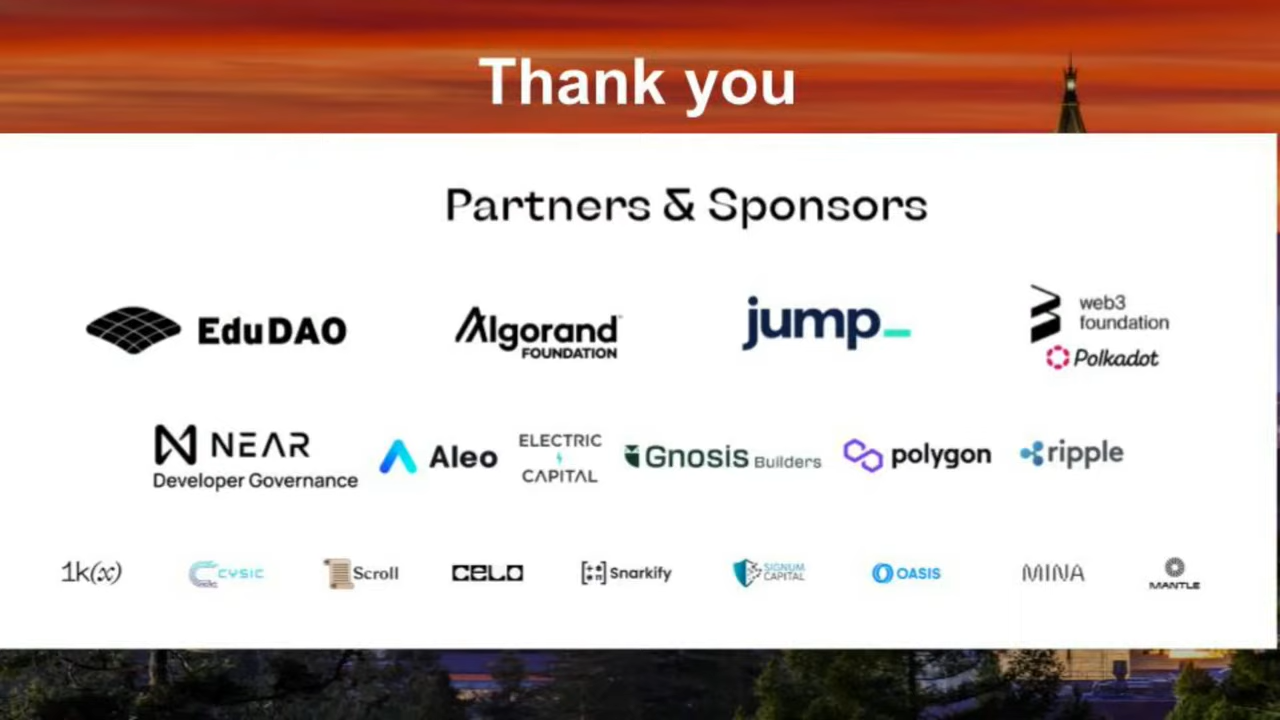 Thank you
Partners & Sponsors
EduDAO
Algorand
FOUNDATION
jump_
web3
foundation
Polkadot
NEAR
Developer Governance
Aleo
ELECTRIC
CAPITAL
Gnosis Builders
polygon
ripple
1k(x)
CYSIC
Scroll
CELO
Snarkify
SIGNUM
CAPITAL
OASIS
MINA
MANTLE